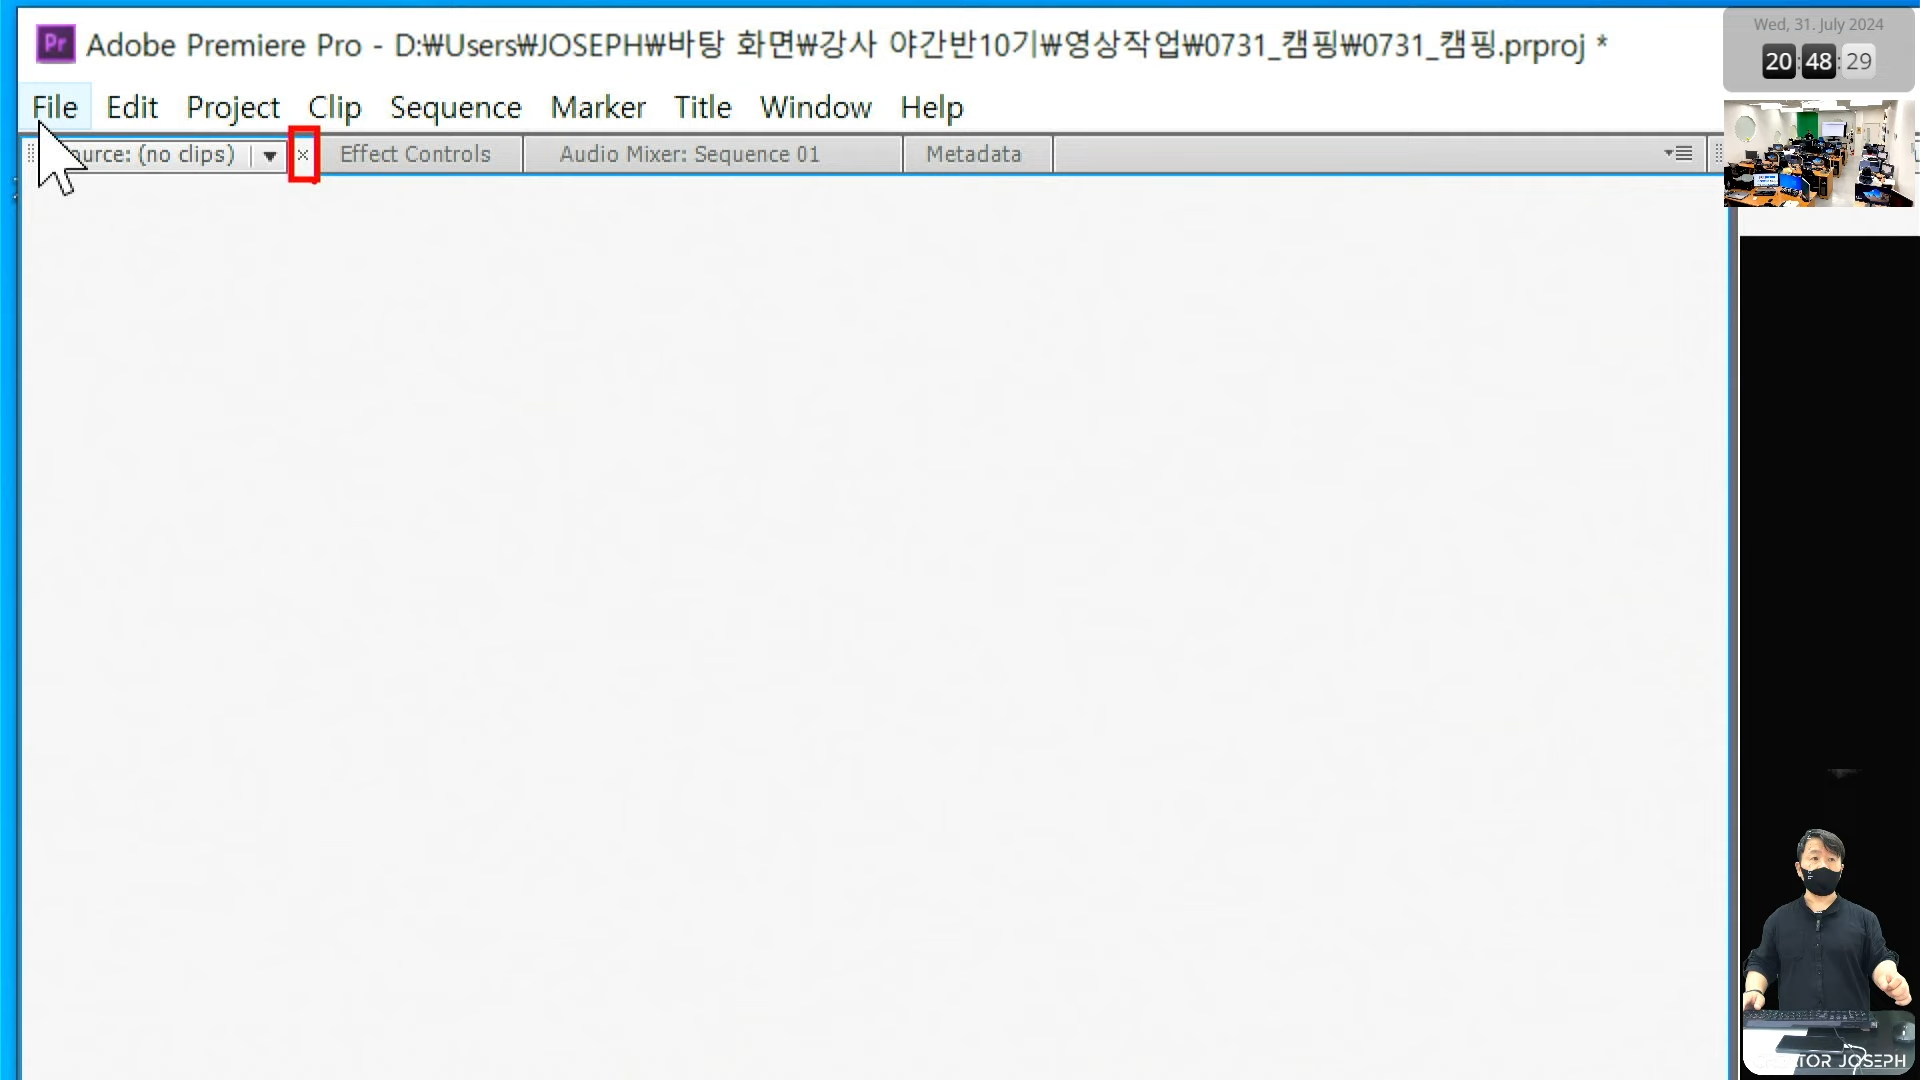 Pr Adobe Premiere Pro - D:₩Users₩JOSEPH₩바탕 화면₩강사 야간반10기₩영상작업₩0731_캠핑₩0731_캠핑.prproj *
Wed, 31. July 2024
20:48:29
File Edit Project Clip Sequence Marker Title Window Help
ource: (no clips) Effect Controls Audio Mixer: Sequence 01 Metadata
JOSEPH